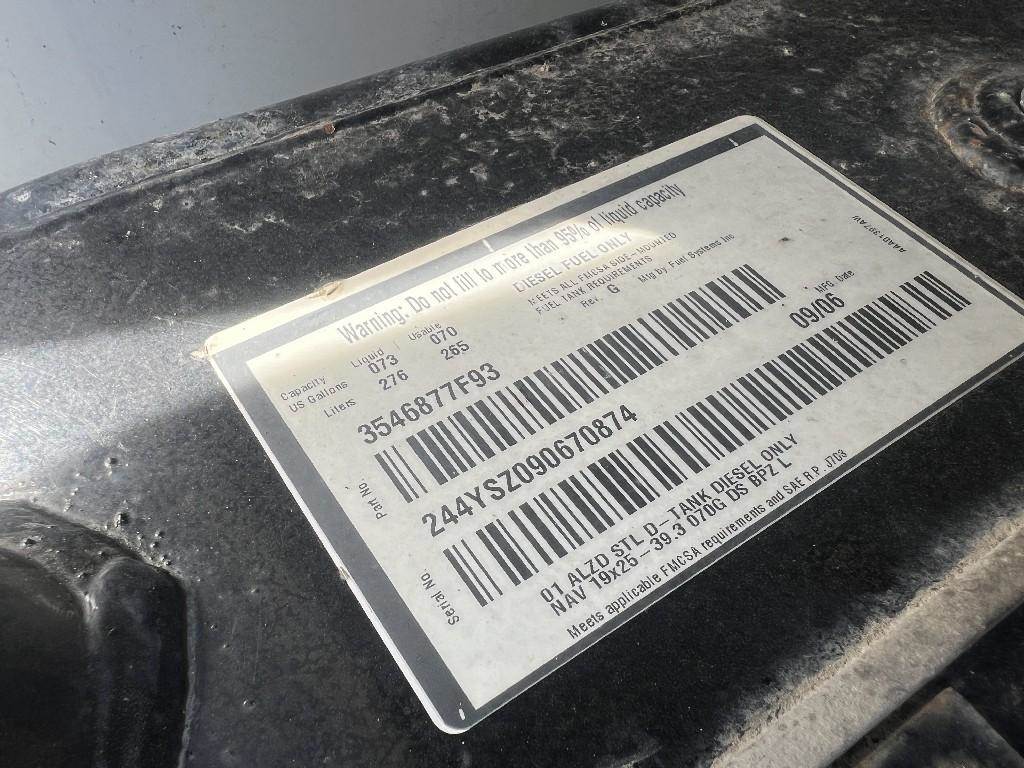 Warning: Do not fill to more than 95% of liquid capacity
DIESEL FUEL ONLY
Capacity Liquid Usable
US Gallons 073 070
Liters 276 265
MEETS ALL FMCSA SIDE-MOUNTED
FUEL TANK REQUIREMENTS
Rev. G Mfg by Fuel Systems Inc
Part No. 3546877F93
MFG. Date
09/06
Serial No. 244YSZ090670874
01 ALZD STL D-TANK DIESEL ONLY
NAV 19X25-39.3 070G DS BPZ L
Meets applicable FMCSA requirements and SAE R.P. J703